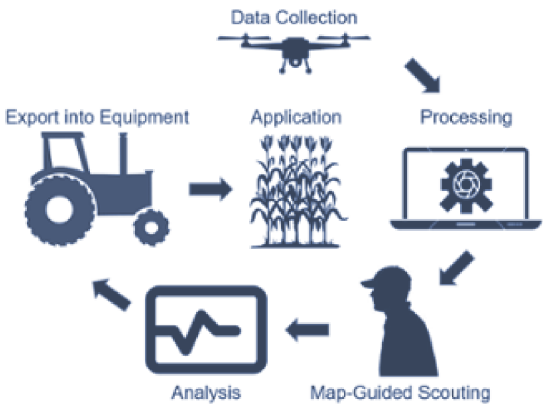 Data Collection
Export into Equipment
Application
Processing
Analysis
Map-Guided Scouting